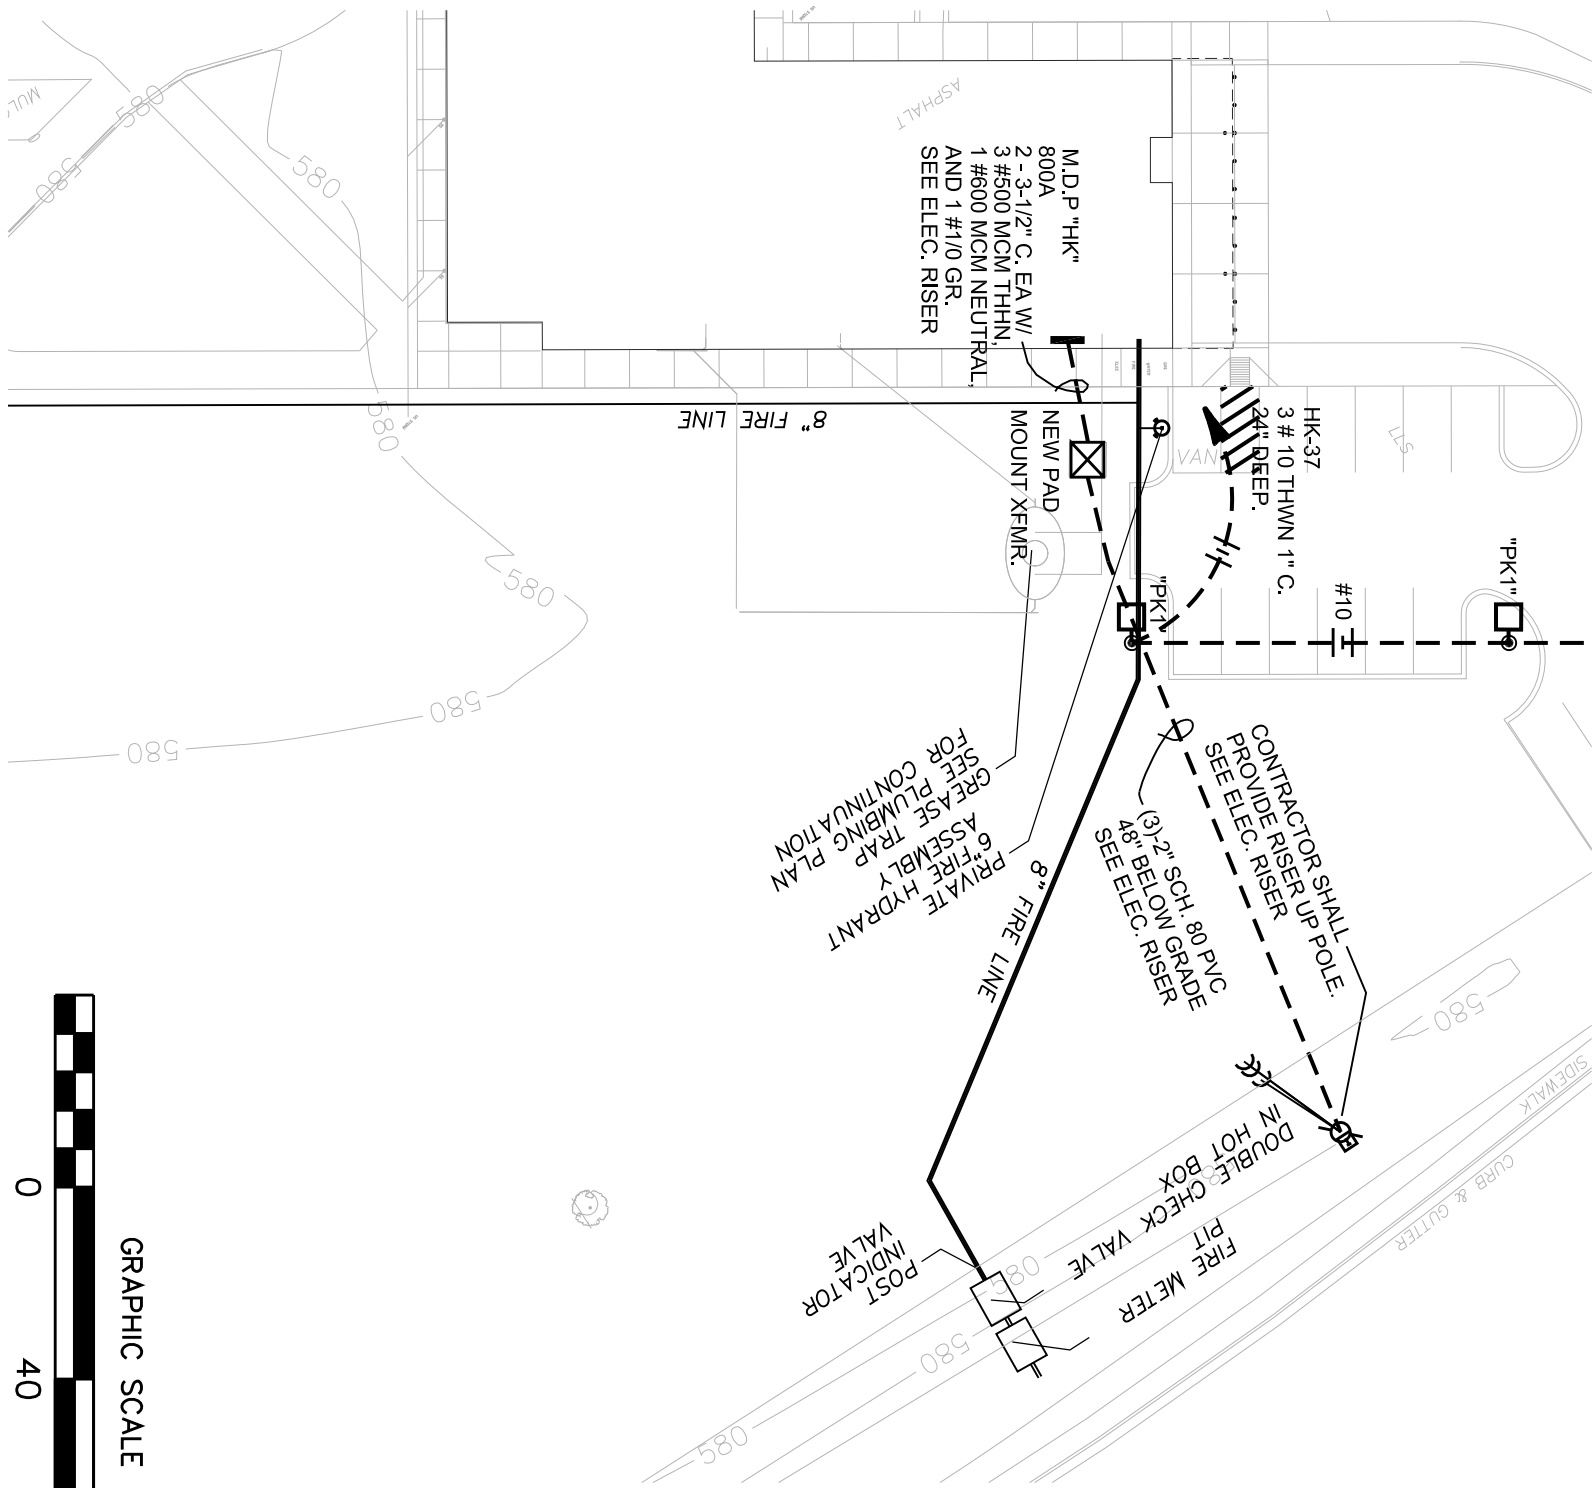 ASPHALT
580
580
580
580
580
580
580
580
580
580
580
M.D.P "HK"
800A
2 - 3-1/2" C. EA W/
3 #500 MCM THHN,
1 #600 MCM NEUTRAL,
AND 1 #1/0 GR.
SEE ELEC. RISER
8" FIRE LINE
NEW PAD
MOUNT XFMR.
VAN
HK-37
3 # 10 THWN 1" C.
24" DEEP.
"PK1"
#10
"PK1"
CONTRACTOR SHALL
PROVIDE RISER UP POLE.
SEE ELEC. RISER
(3)-2" SCH. 80 PVC
48" BELOW GRADE
SEE ELEC. RISER
GREASE TRAP
SEE PLUMBING PLAN
FOR CONTINUATION
PRIVATE
6" FIRE HYDRANT
ASSEMBLY
8" FIRE LINE
DOUBLE CHECK VALVE
IN HOT BOX
FIRE METER
PIT
POST
INDICATOR
VALVE
SIDEWALK
CURB & GUTTER
GRAPHIC SCALE
0
40